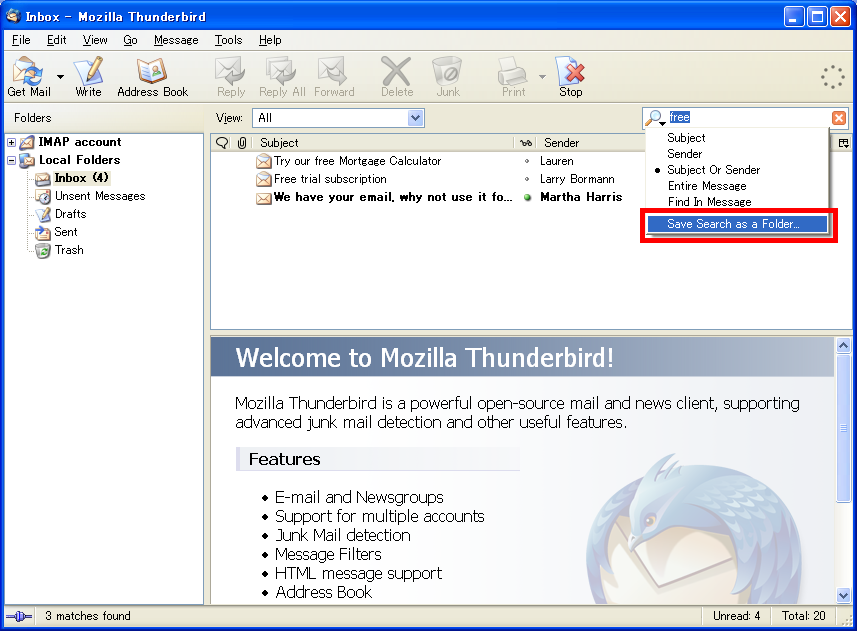 Inbox - Mozilla Thunderbird
File Edit View Go Message Tools Help
Get Mail Write Address Book Reply Reply All Forward Delete Junk Print Stop
Folders
View: All
free
IMAP account
Local Folders
Inbox (4)
Unsent Messages
Drafts
Sent
Trash
Subject Sender
Try our free Mortgage Calculator Lauren
Free trial subscription Larry Bormann
We have your email, why not use it fo... Martha Harris
Subject
Sender
Subject Or Sender
Entire Message
Find In Message
Save Search as a Folder...
Welcome to Mozilla Thunderbird!
Mozilla Thunderbird is a powerful open-source mail and news client, supporting
advanced junk mail detection and other useful features.
Features
• E-mail and Newsgroups
• Support for multiple accounts
• Junk Mail detection
• Message Filters
• HTML message support
• Address Book
3 matches found Unread: 4 Total: 20